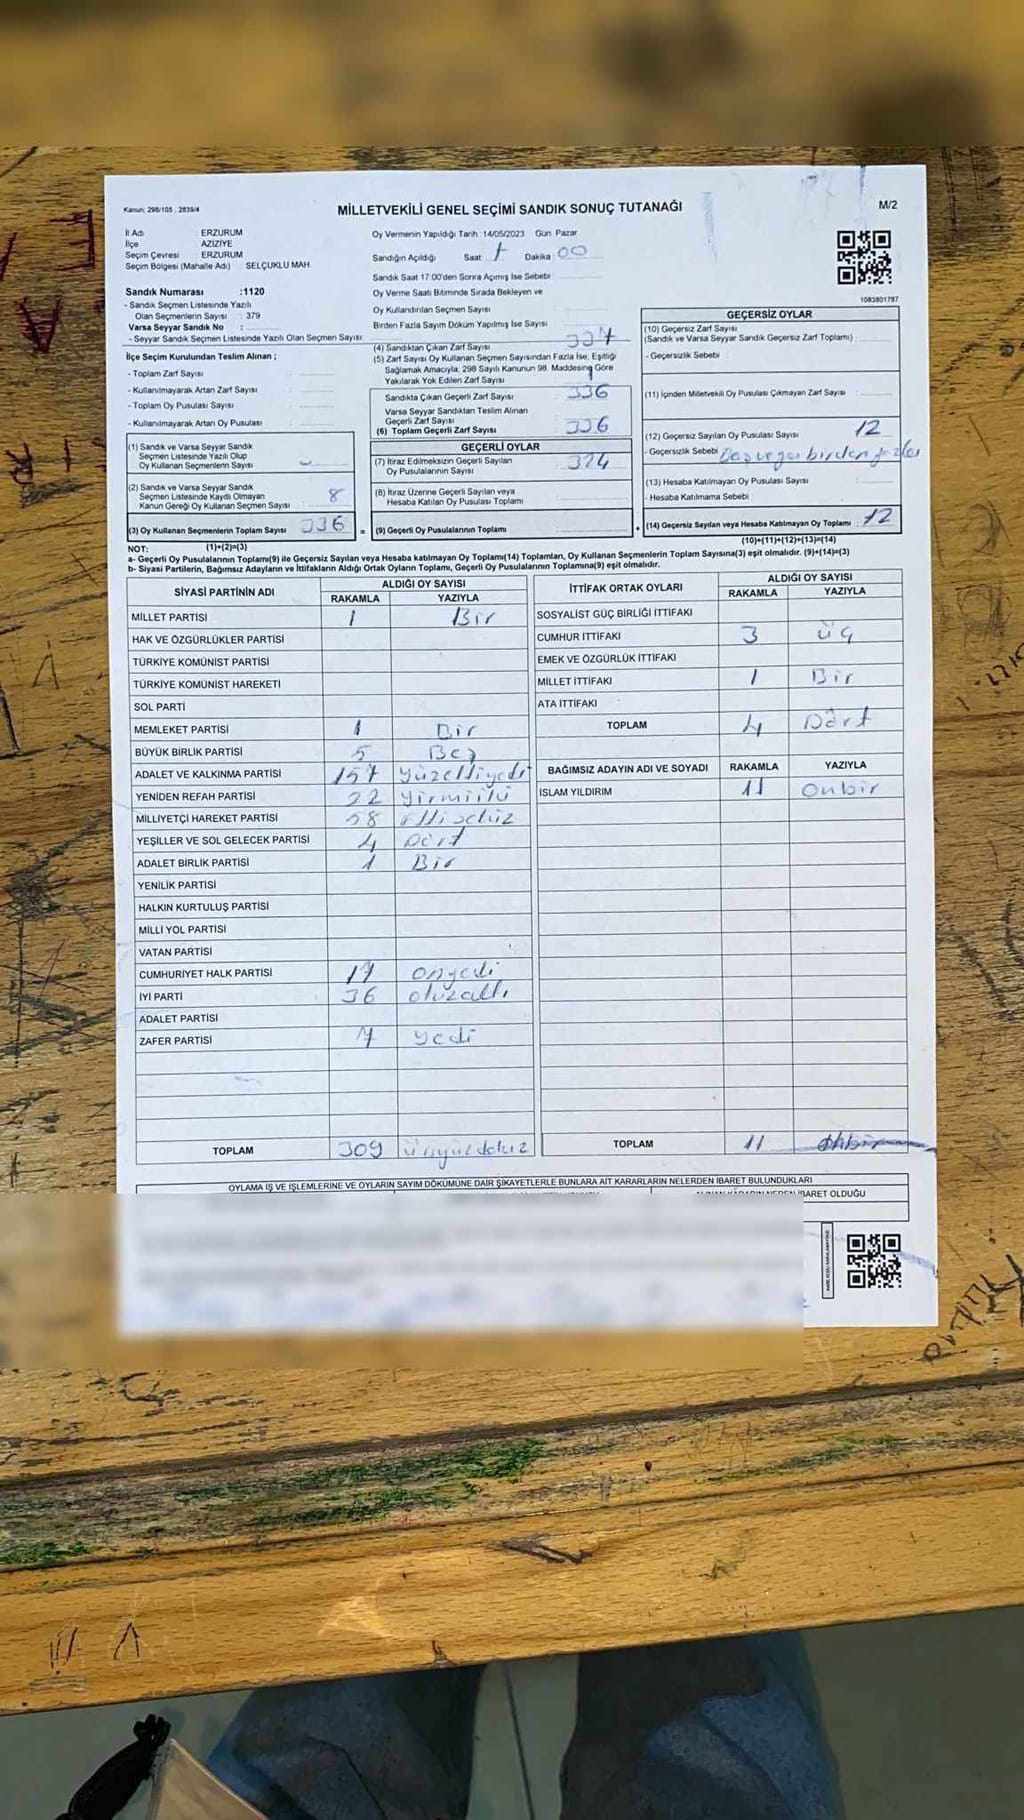 Kanun: 298/105 , 2839/4
MİLLETVEKİLİ GENEL SEÇİMİ SANDIK SONUÇ TUTANAĞI
M/2
İl Adı : ERZURUM
İlçe : AZİZİYE
Seçim Çevresi : ERZURUM
Seçim Bölgesi (Mahalle Adı) : SELÇUKLU MAH
Sandık Numarası :1120
- Sandık Seçmen Listesinde Yazılı
Olan Seçmenlerin Sayısı : 379
Varsa Seyyar Sandık No :
- Seyyar Sandık Seçmen Listesinde Yazılı Olan Seçmen Sayısı:
İlçe Seçim Kurulundan Teslim Alınan ;
- Toplam Zarf Sayısı
- Kullanılmayarak Artan Zarf Sayısı
- Toplam Oy Pusulası Sayısı
- Kullanılmayarak Artan Oy Pusulası
(1) Sandık ve Varsa Seyyar Sandık
Seçmen Listesinde Yazılı Olup
Oy Kullanan Seçmenlerin Sayısı
(2) Sandık ve Varsa Seyyar Sandık
Seçmen Listesinde Kayıtlı Olmayan
Kanun Gereği Oy Kullanan Seçmen Sayısı 8
(3) Oy Kullanan Seçmenlerin Toplam Sayısı 336 =
(1)+(2)=(3)
Oy Vermenin Yapıldığı Tarih :14/05/2023 Gün: Pazar
Sandığın Açıldığı Saat Dakika : 00
Sandık Saat 17:00'den Sonra Açılmış İse Sebebi
Oy Verme Saati Bitiminde Sırada Bekleyen ve
Oy Kullandırılan Seçmen Sayısı
Birden Fazla Sayım Döküm Yapılmış İse Sayısı
(4) Sandıktan Çıkan Zarf Sayısı 337
(5) Zarf Sayısı Oy Kullanan Seçmen Sayısından Fazla İse, Eşitliği
Sağlamak Amacıyla; 298 Sayılı Kanunun 98. Maddesine Göre
Yakılarak Yok Edilen Zarf Sayısı 1
Sandıkta Çıkan Geçerli Zarf Sayısı 336
Varsa Seyyar Sandıktan Teslim Alınan
Geçerli Zarf Sayısı
(6) Toplam Geçerli Zarf Sayısı 336
GEÇERLİ OYLAR
(7) İtiraz Edilmeksizin Geçerli Sayılan
Oy Pusulalarının Sayısı 324
(8) İtiraz Üzerine Geçerli Sayılan veya
Hesaba Katılan Oy Pusulası Toplamı
(9) Geçerli Oy Pusulalarının Toplamı +
1083801787
GEÇERSİZ OYLAR
(10) Geçersiz Zarf Sayısı
(Sandık ve Varsa Seyyar Sandık Geçersiz Zarf Toplamı) :
- Geçersizlik Sebebi
(11) İçinden Milletvekili Oy Pusulası Çıkmayan Zarf Sayısı
(12) Geçersiz Sayılan Oy Pusulası Sayısı 12
- Geçersizlik Sebebi Boş veya birden fazla
(13) Hesaba Katılmayan Oy Pusulası Sayısı
- Hesaba Katılmama Sebebi
(14) Geçersiz Sayılan veya Hesaba Katılmayan Oy Toplamı : 12
(10)+(11)+(12)+(13)=(14)
NOT:
a- Geçerli Oy Pusulalarının Toplamı(9) ile Geçersiz Sayılan veya Hesaba katılmayan Oy Toplamı(14) Toplamları, Oy Kullanan Seçmenlerin Toplam Sayısına(3) eşit olmalıdır. (9)+(14)=(3)
b- Siyasi Partilerin, Bağımsız Adayların ve İttifakların Aldığı Ortak Oyların Toplamı, Geçerli Oy Pusulalarının Toplamına(9) eşit olmalıdır.
SİYASİ PARTİNİN ADI ALDIĞI OY SAYISI
RAKAMLA YAZIYLA
MİLLET PARTİSİ 1 Bir
HAK VE ÖZGÜRLÜKLER PARTİSİ
TÜRKİYE KOMÜNİST PARTİSİ
TÜRKİYE KOMÜNİST HAREKETİ
SOL PARTİ
MEMLEKET PARTİSİ 1 Bir
BÜYÜK BİRLİK PARTİSİ 5 Beş
ADALET VE KALKINMA PARTİSİ 157 yüzelliyedi
YENİDEN REFAH PARTİSİ 22 yirmiiki
MİLLİYETÇİ HAREKET PARTİSİ 58 ellisekiz
YEŞİLLER VE SOL GELECEK PARTİSİ 4 Dört
ADALET BİRLİK PARTİSİ 1 Bir
YENİLİK PARTİSİ
HALKIN KURTULUŞ PARTİSİ
MİLLİ YOL PARTİSİ
VATAN PARTİSİ
CUMHURİYET HALK PARTİSİ 17 onyedi
İYİ PARTİ 36 otuzaltı
ADALET PARTİSİ
ZAFER PARTİSİ 7 yedi
TOPLAM 309 üçyüzdokuz
İTTİFAK ORTAK OYLARI ALDIĞI OY SAYISI
RAKAMLA YAZIYLA
SOSYALİST GÜÇ BİRLİĞİ İTTİFAKI
CUMHUR İTTİFAKI 3 üç
EMEK VE ÖZGÜRLÜK İTTİFAKI
MİLLET İTTİFAKI 1 Bir
ATA İTTİFAKI
TOPLAM 4 Dört
BAĞIMSIZ ADAYIN ADI VE SOYADI RAKAMLA YAZIYLA
İSLAM YILDIRIM 11 onbir
TOPLAM 11 onbir
OYLAMA İŞ VE İŞLEMLERİNE VE OYLARIN SAYIM DÖKÜMÜNE DAİR ŞİKAYETLERLE BUNLARA AİT KARARLARIN NELERDEN İBARET BULUNDUKLARI
İBARET OLDUĞU